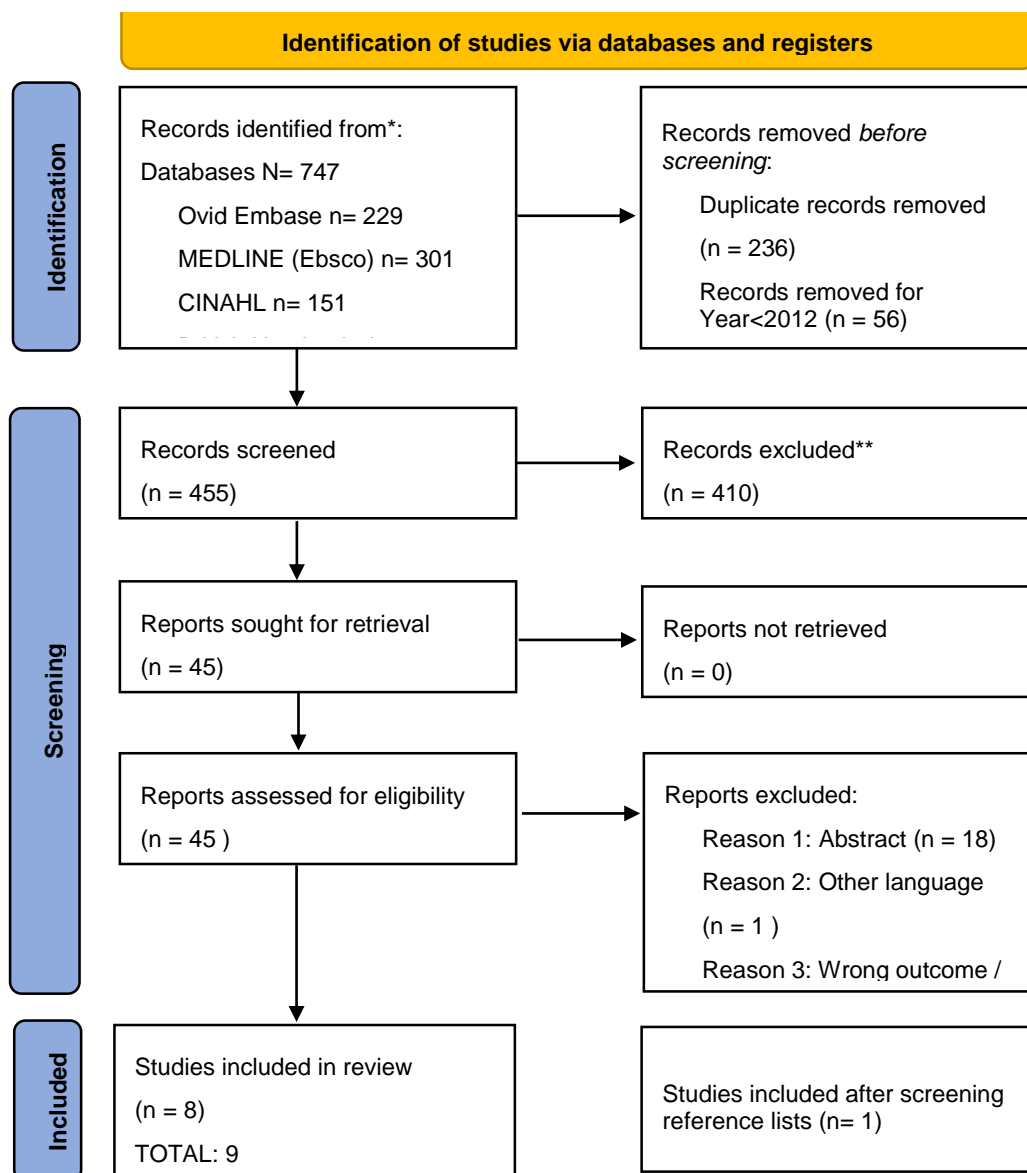 Identification of studies via databases and registers
Identification
Records identified from*:
Databases N= 747
Ovid Embase n= 229
MEDLINE (Ebsco) n= 301
CINAHL n= 151
Records removed before
screening:
Duplicate records removed
(n = 236)
Records removed for
Year<2012 (n = 56)
Screening
Records screened
(n = 455)
Records excluded**
(n = 410)
Reports sought for retrieval
(n = 45)
Reports not retrieved
(n = 0)
Reports assessed for eligibility
(n = 45 )
Reports excluded:
Reason 1: Abstract (n = 18)
Reason 2: Other language
(n = 1 )
Reason 3: Wrong outcome /
Included
Studies included in review
(n = 8)
TOTAL: 9
Studies included after screening
reference lists (n= 1)